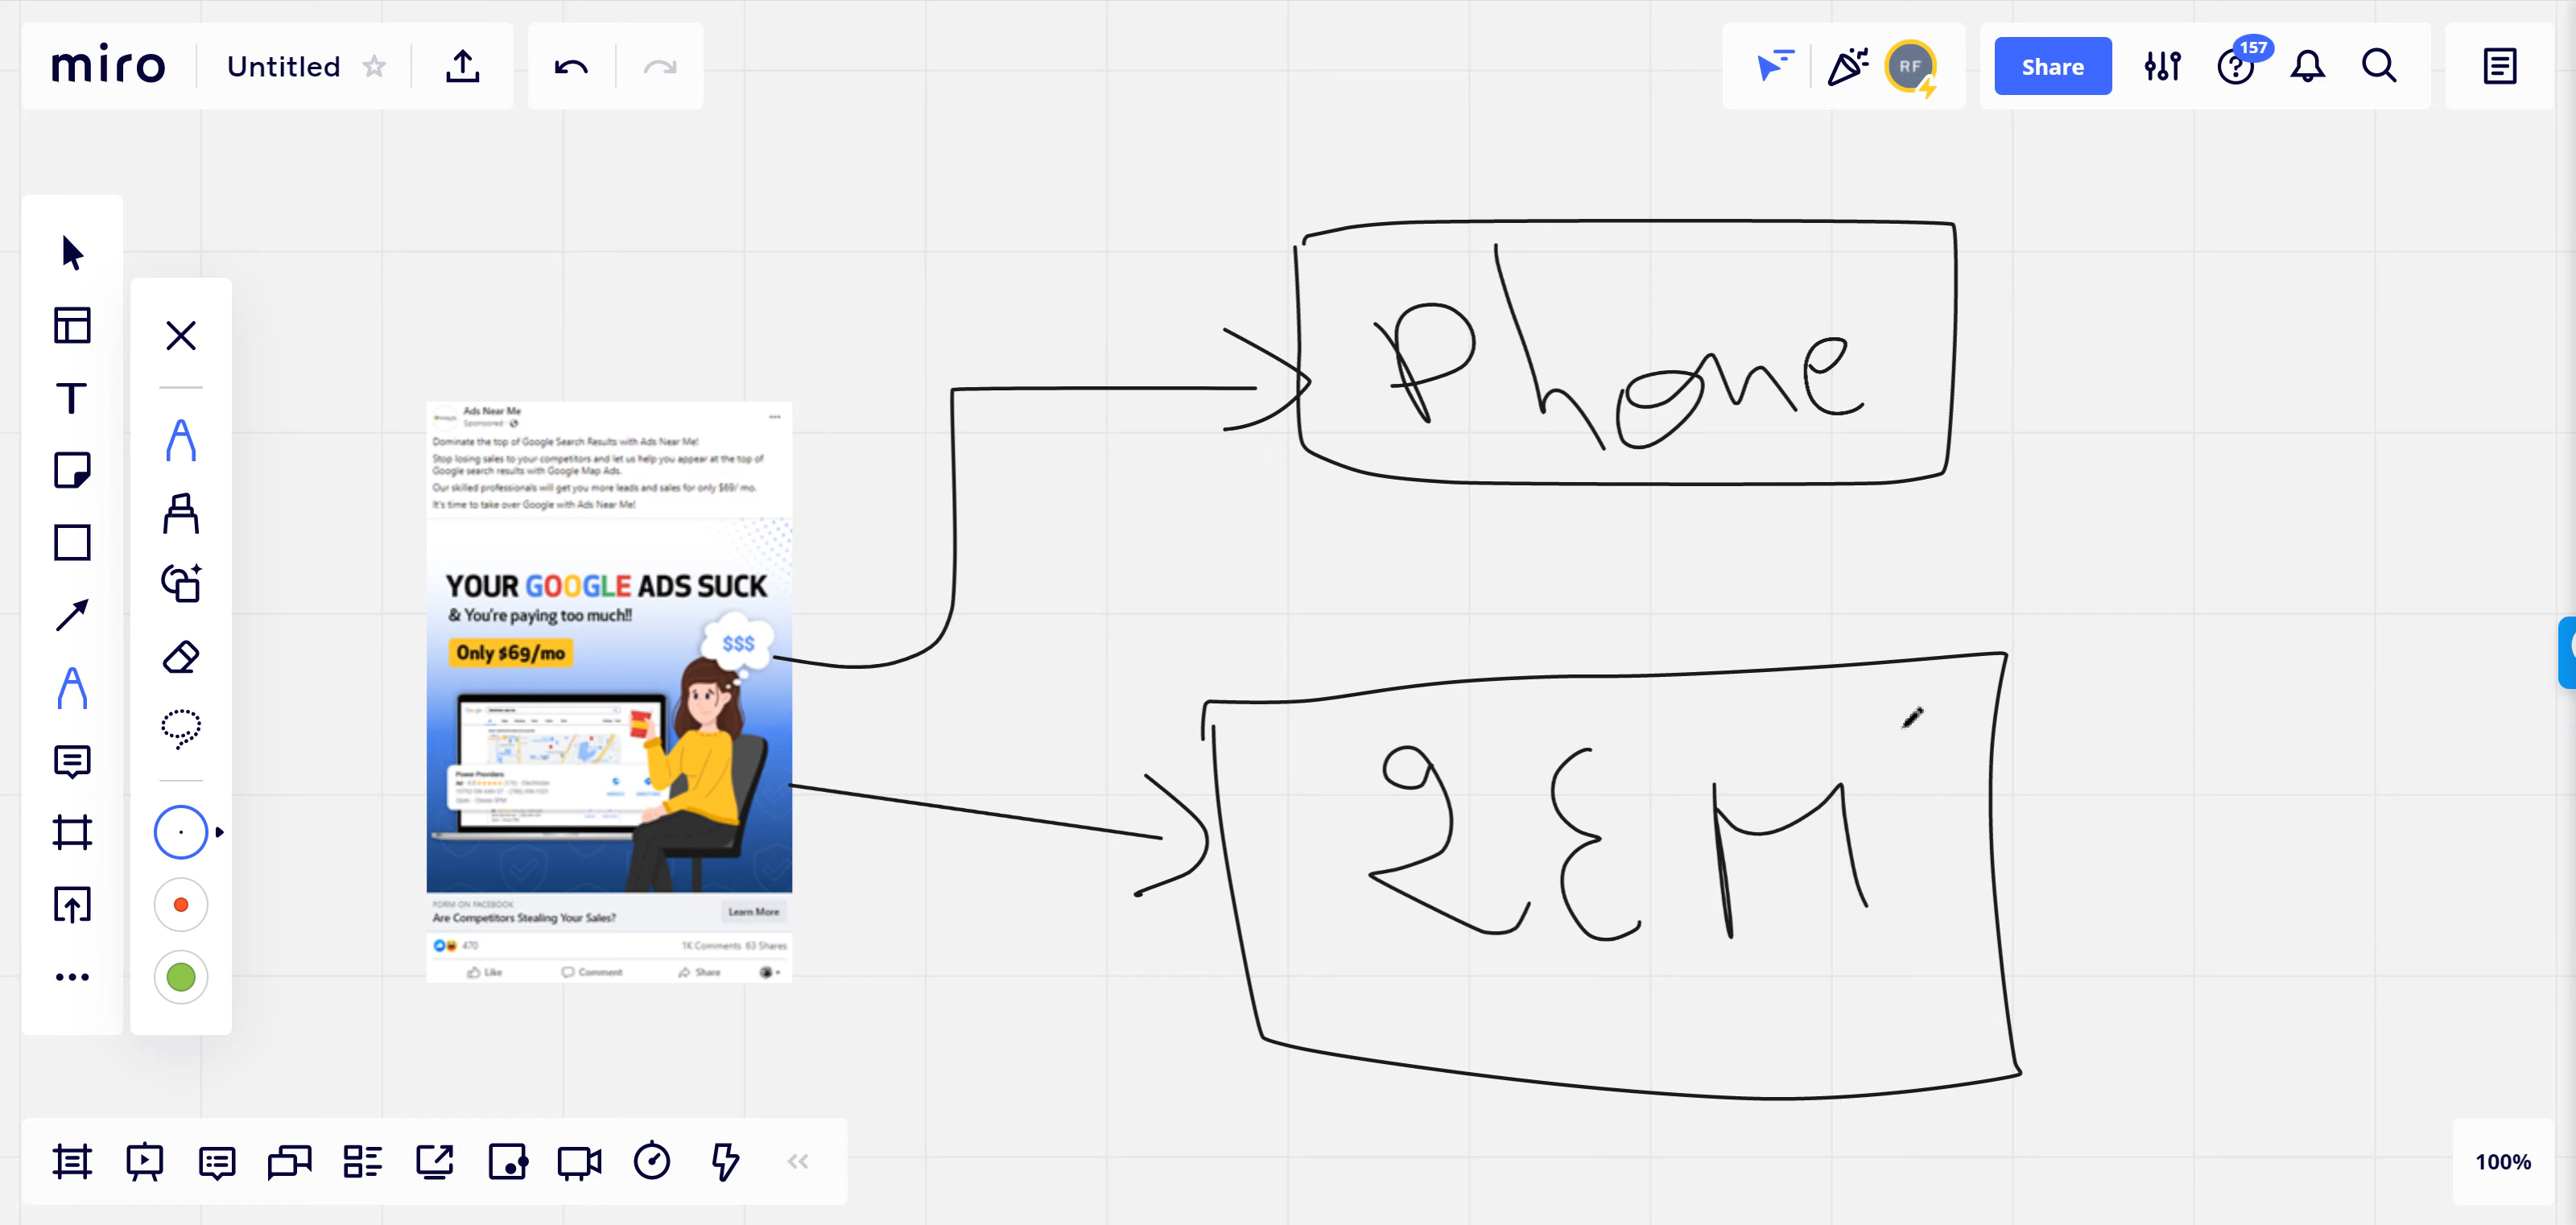 miro
Untitled
RF
Share
157
Ads Near Me
Sponsored
Dominate the top of Google Search Results with Ads Near Me!
Stop losing sales to your competitors and let us help you appear at the top of
Google search results with Google Map Ads.
Our skilled professionals will get you more leads and sales for only $69/ mo.
It's time to take over Google with Ads Near Me!
YOUR GOOGLE ADS SUCK
& You're paying too much!!
Only $69/mo
$$$
Power Providers
FORM ON FACEBOOK
Are Competitors Stealing Your Sales?
Learn More
470
1K Comments 63 Shares
Like
Comment
Share
Phone
2EM
100%